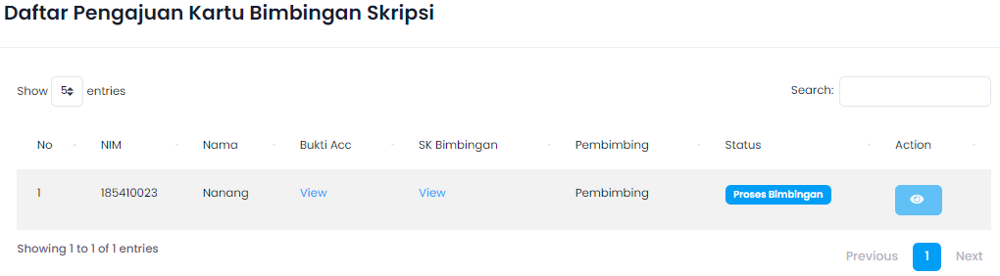 Daftar Pengajuan Kartu Bimbingan Skripsi
Show 5 entries Search:
No NIM Nama Bukti Acc SK Bimbingan Pembimbing Status Action
1 185410023 Nanang View View Pembimbing Proses Bimbingan
Showing 1 to 1 of 1 entries
Previous 1 Next